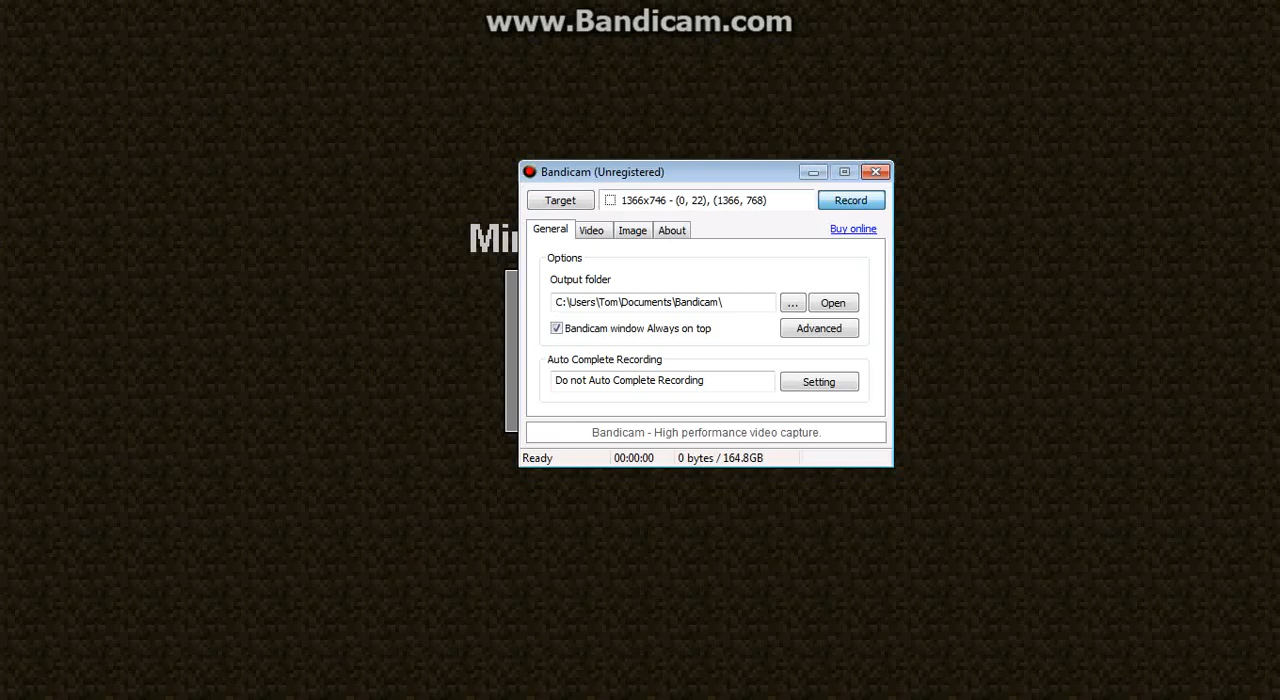 www.Bandicam.com
Bandicam (Unregistered)
Target
1366x746 - (0, 22), (1366, 768)
Record
General
Video
Image
About
Buy online
Options
Output folder
C:\Users\Tom\Documents\Bandicam\
...
Open
Bandicam window Always on top
Advanced
Auto Complete Recording
Do not Auto Complete Recording
Setting
Bandicam - High performance video capture.
Ready
00:00:00
0 bytes / 164.8GB